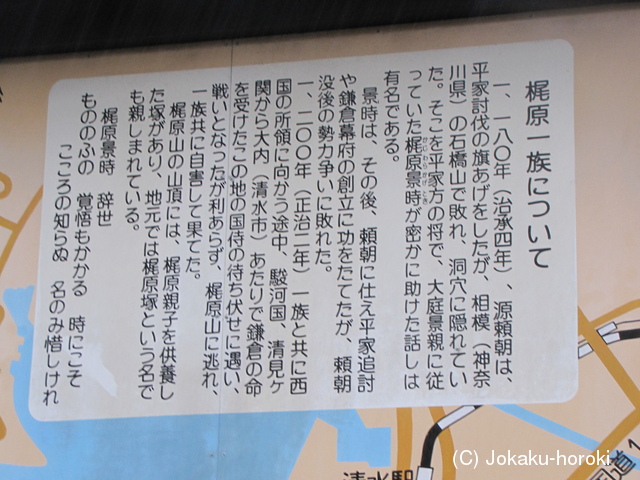 梶原一族について
一、一八〇年（治承四年）、源頼朝は、
平家討伐の旗あげをしたが、相模（神奈
川県）の石橋山で敗れ、洞穴に隠れてい
た。そこを平家方の将で、大庭景親に従
っていた梶原景時が密かに助けた話しは
有名である。
景時は、その後、頼朝に仕え平家追討
や鎌倉幕府の創立に功をたてたが、頼朝
没後の勢力争いに敗れた。
一、二〇〇年（正治二年）一族と共に西
国の所領に向かう途中、駿河国、清見ヶ
関から大内（清水市）あたりで鎌倉の命
を受けたこの地の国侍の待ち伏せに遇い、
戦いとなったが利あらず、梶原山に逃れ、
一族共に自害して果てた。
梶原山の山頂には、梶原親子を供養し
た塚があり、地元では梶原塚という名で
も親しまれている。
梶原景時　辞世
もののふの　覚悟もかかる　時にこそ
こころの知らぬ　名のみ惜しけれ
清水駅
国道1
(C) Jokaku-horoki